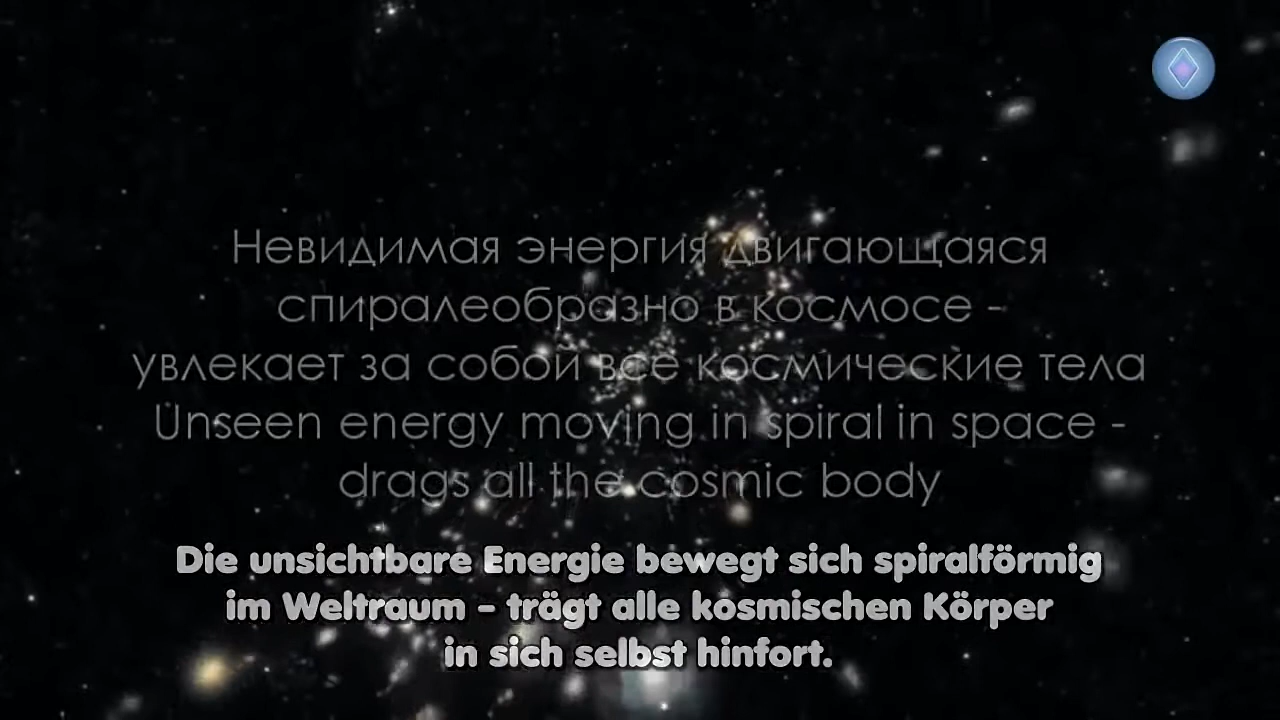 Невидимая энергия двигающаяся
спиралеобразно в космосе -
увлекает за собой все космические тела
Unseen energy moving in spiral in space -
drags all the cosmic body
Die unsichtbare Energie bewegt sich spiralförmig
im Weltraum – trägt alle kosmischen Körper
in sich selbst hinfort.